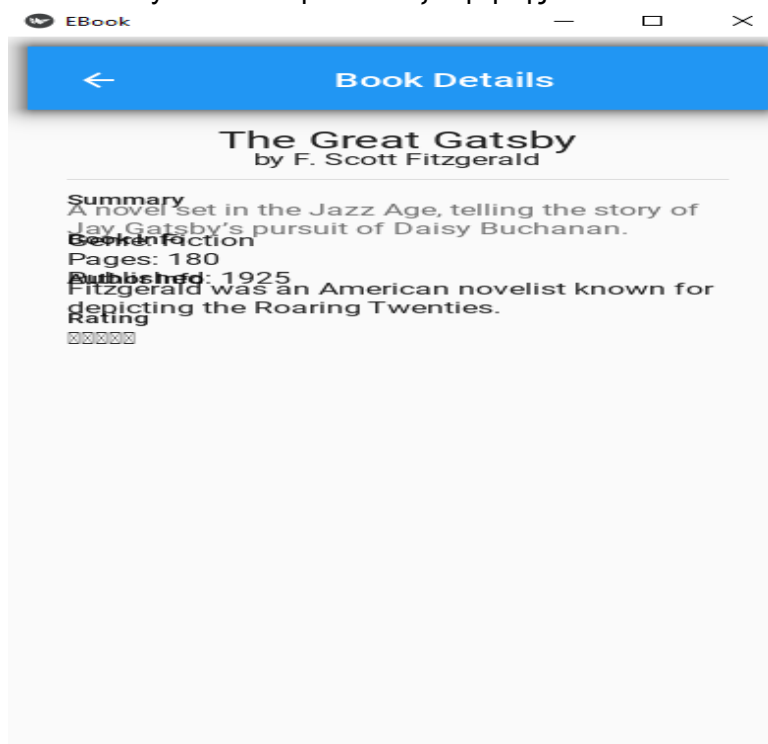 EBook
Book Details
The Great Gatsby
by F. Scott Fitzgerald
Summary
A novel set in the Jazz Age, telling the story of
Jay Gatsby’s pursuit of Daisy Buchanan.
Book Info
Genre: Fiction
Pages: 180
Published: 1925
Author Info
Fitzgerald was an American novelist known for
depicting the Roaring Twenties.
Rating